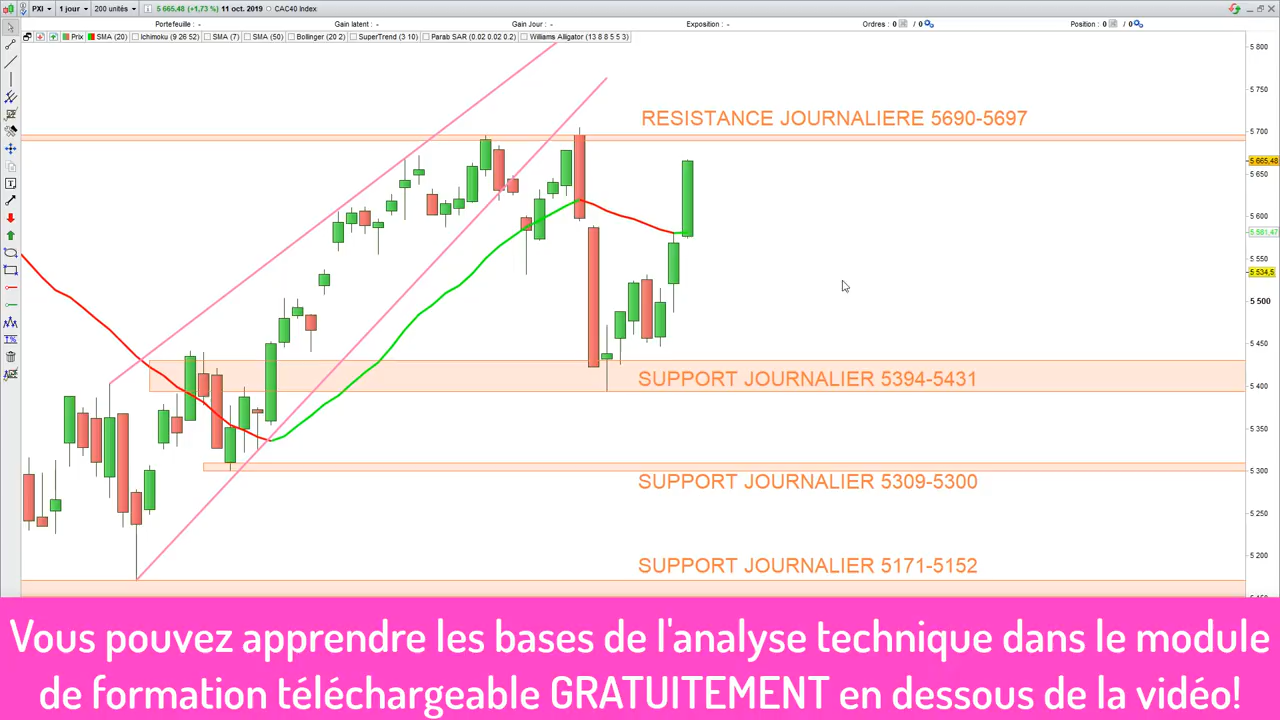 PXI 1 jour 200 unités 5 665,48 (+1,73 %) 11 oct. 2019 CAC40 Index
Portefeuille : - Gain latent : - Gain Jour : - Exposition : - Ordres : 0 / 0 Position : 0 / 0
Prix SMA (20) Ichimoku (9 26 52) SMA (7) SMA (50) Bollinger (20 2) SuperTrend (3 10) Parab SAR (0.02 0.02 0.2) Williams Alligator (13 8 8 5 5 3)
5 800
5 750
RESISTANCE JOURNALIERE 5690-5697
5 700
5 665,48
5 650
5 600
5 581,47
5 550
5 534,5
5 500
5 450
SUPPORT JOURNALIER 5394-5431
5 400
5 350
5 300
SUPPORT JOURNALIER 5309-5300
5 250
5 200
SUPPORT JOURNALIER 5171-5152
Vous pouvez apprendre les bases de l'analyse technique dans le module
de formation téléchargeable GRATUITEMENT en dessous de la vidéo!